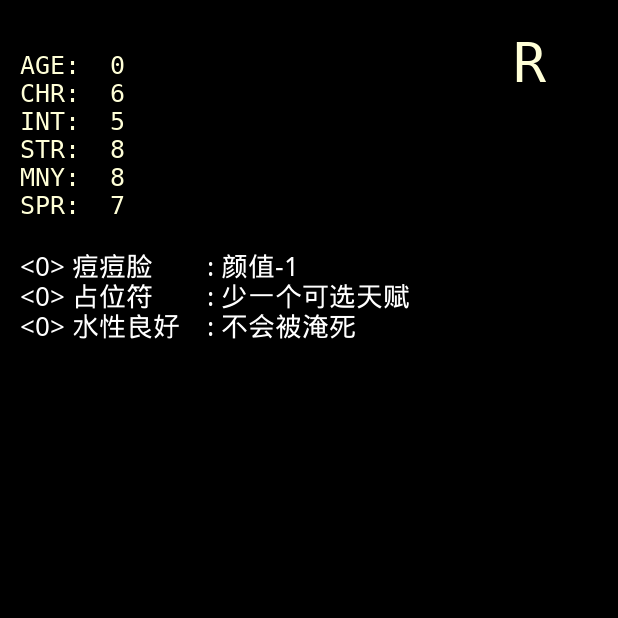 R
AGE: 0
CHR: 6
INT: 5
STR: 8
MNY: 8
SPR: 7
<0> 痘痘脸 : 颜值-1
<0> 占位符 : 少一个可选天赋
<0> 水性良好 : 不会被淹死